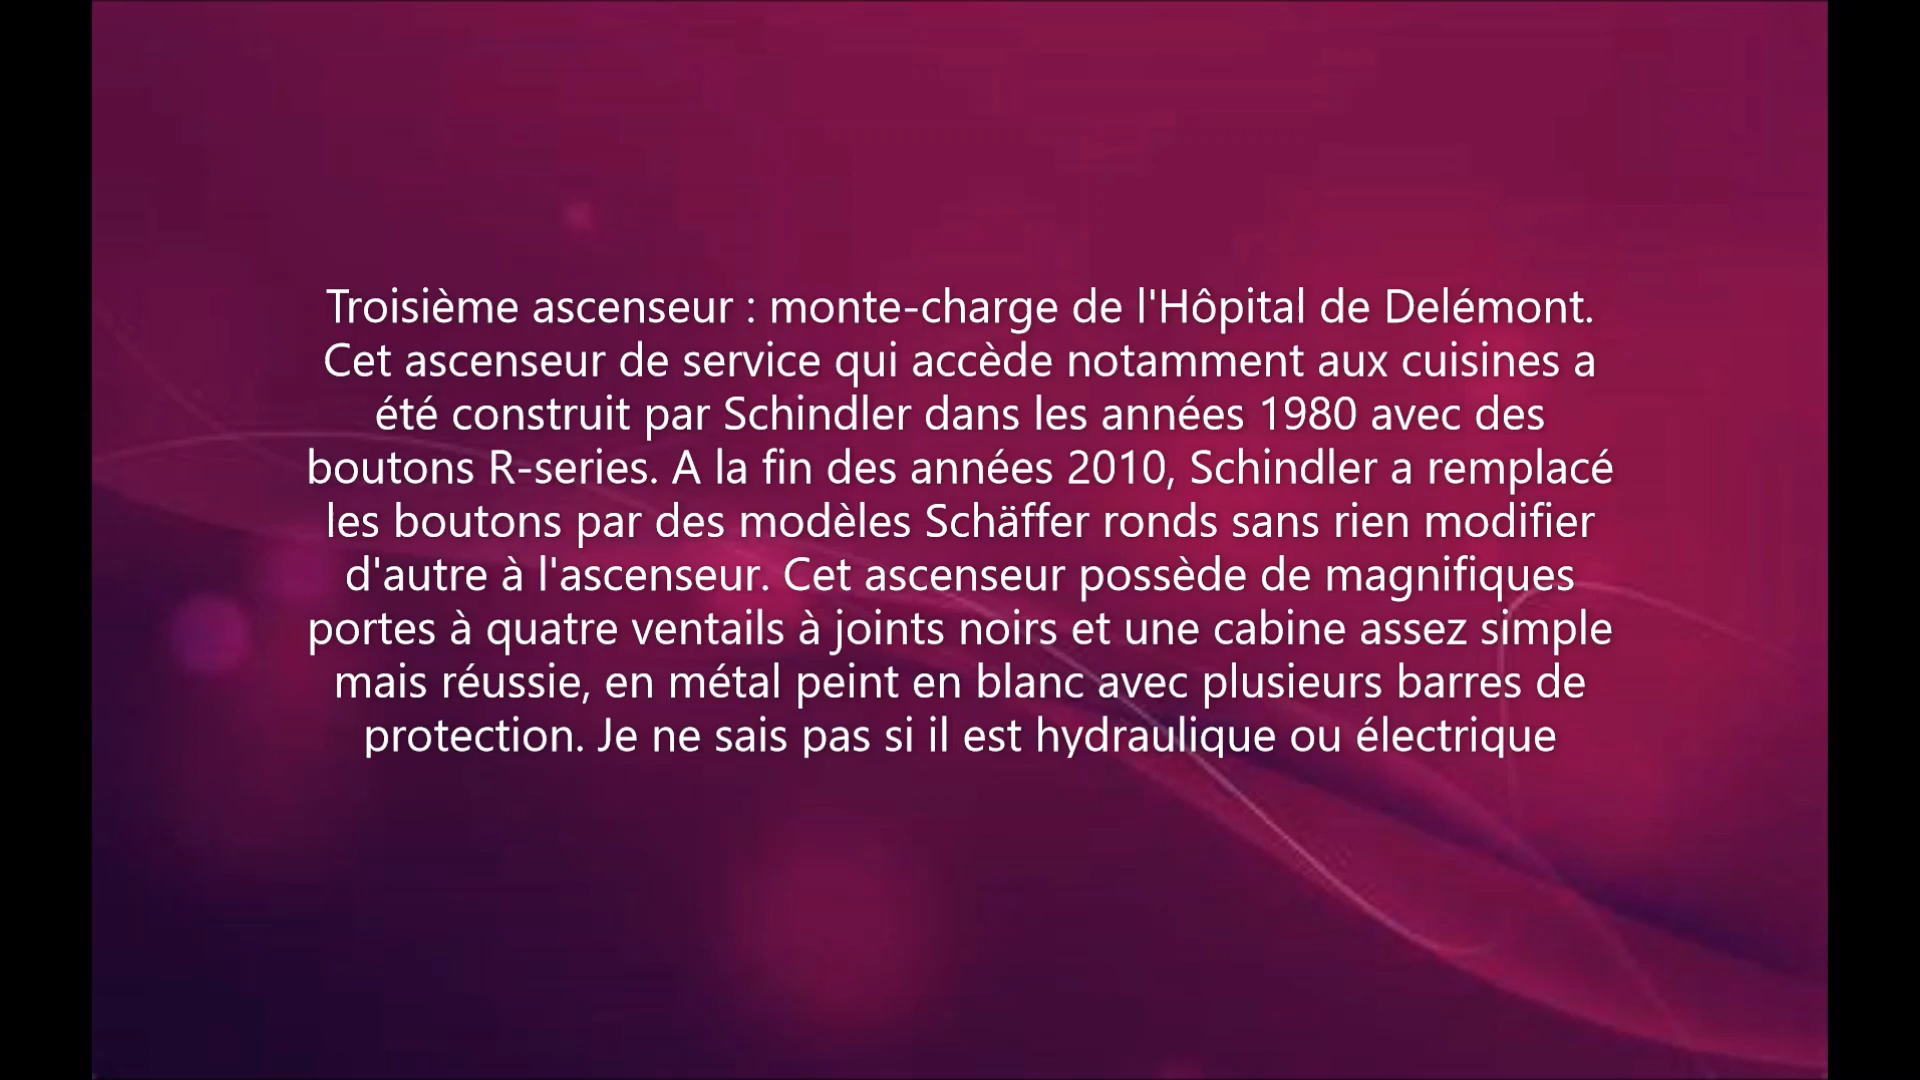 Troisième ascenseur : monte-charge de l'Hôpital de Delémont.
Cet ascenseur de service qui accède notamment aux cuisines a
été construit par Schindler dans les années 1980 avec des
boutons R-series. A la fin des années 2010, Schindler a remplacé
les boutons par des modèles Schäffer ronds sans rien modifier
d'autre à l'ascenseur. Cet ascenseur possède de magnifiques
portes à quatre ventails à joints noirs et une cabine assez simple
mais réussie, en métal peint en blanc avec plusieurs barres de
protection. Je ne sais pas si il est hydraulique ou électrique